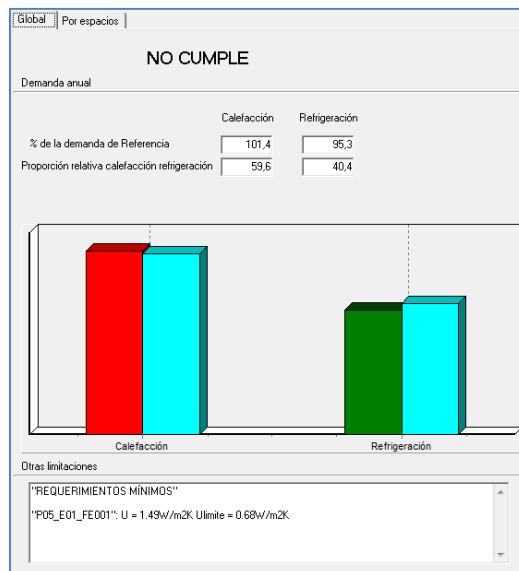 Global Por espacios
NO CUMPLE
Demanda anual
Calefacción Refrigeración
% de la demanda de Referencia 101,4 95,3
Proporción relativa calefacción refrigeración 59,6 40,4
Calefacción Refrigeración
Otras limitaciones
"REQUERIMIENTOS MÍNIMOS"
"P05_E01_FE001": U = 1.49W/m2K Ulimite = 0.68W/m2K